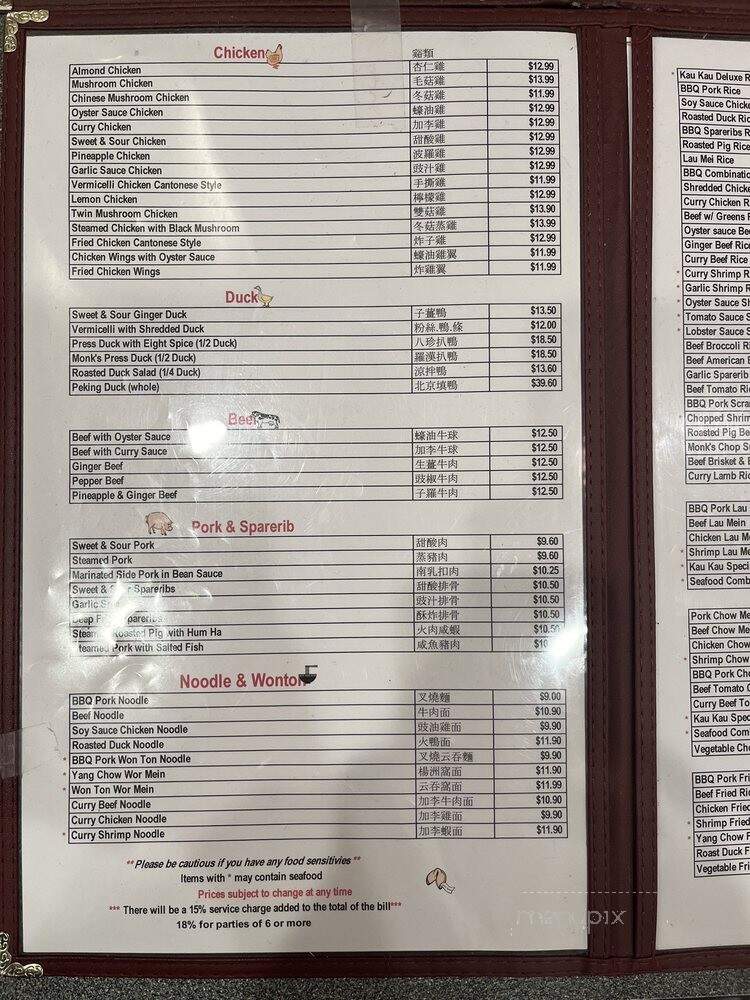 Chicken 雞類
Almond Chicken 杏仁雞 $12.99
Mushroom Chicken 毛菇雞 $13.99
Chinese Mushroom Chicken 冬菇雞 $11.99
Oyster Sauce Chicken 蠔油雞 $12.99
Curry Chicken 加李雞 $12.99
Sweet & Sour Chicken 甜酸雞 $12.99
Pineapple Chicken 波羅雞 $12.99
Garlic Sauce Chicken 豉汁雞 $12.99
Vermicelli Chicken Cantonese Style 手撕雞 $11.99
Lemon Chicken 檸檬雞 $12.99
Twin Mushroom Chicken 雙菇雞 $13.90
Steamed Chicken with Black Mushroom 冬菇蒸雞 $13.99
Fried Chicken Cantonese Style 炸子雞 $12.99
Chicken Wings with Oyster Sauce 蠔油雞翼 $11.99
Fried Chicken Wings 炸雞翼 $11.99
Duck
Sweet & Sour Ginger Duck 子薑鴨 $13.50
Vermicelli with Shredded Duck 粉絲.鴨.條 $12.00
Press Duck with Eight Spice (1/2 Duck) 八珍扒鴨 $18.50
Monk's Press Duck (1/2 Duck) 羅漢扒鴨 $18.50
Roasted Duck Salad (1/4 Duck) 涼拌鴨 $13.60
Peking Duck (whole) 北京填鴨 $39.60
Beef
Beef with Oyster Sauce 蠔油牛球 $12.50
Beef with Curry Sauce 加李牛球 $12.50
Ginger Beef 生薑牛肉 $12.50
Pepper Beef 豉椒牛肉 $12.50
Pineapple & Ginger Beef 子羅牛肉 $12.50
Pork & Sparerib
Sweet & Sour Pork 甜酸肉 $9.60
Steamed Pork 蒸豬肉 $9.60
Marinated Side Pork in Bean Sauce 南乳扣肉 $10.25
Sweet & Sour Spareribs 甜酸排骨 $10.50
Garlic 豉汁排骨 $10.50
Deep Spareribs 酥炸排骨 $10.50
Steamed Roasted Pig with Hum Ha 火肉咸蝦 $10.50
Steamed Pork with Salted Fish 咸魚豬肉 $10
Noodle & Wonton
BBQ Pork Noodle 叉燒麵 $9.00
Beef Noodle 牛肉面 $10.90
Soy Sauce Chicken Noodle 豉油雞面 $9.90
Roasted Duck Noodle 火鴨面 $11.90
* BBQ Pork Won Ton Noodle 叉燒云吞麵 $9.90
* Yang Chow Wor Mein 楊洲窩面 $11.90
* Won Ton Wor Mein 云吞窩面 $11.99
Curry Beef Noodle 加李牛肉面 $10.90
Curry Chicken Noodle 加李雞面 $9.90
* Curry Shrimp Noodle 加李蝦面 $11.90
**Please be cautious if you have any food sensitivies **
Items with * may contain seafood
Prices subject to change at any time
*** There will be a 15% service charge added to the total of the bill***
18% for parties of 6 or more
* Kau Kau Deluxe R
BBQ Pork Rice
Soy Sauce Chicke
Roasted Duck Ric
BBQ Spareribs R
Roasted Pig Rice
Lau Mei Rice
BBQ Combinatio
Shredded Chicke
Curry Chicken R
Beef w/ Greens R
Oyster sauce Bee
Ginger Beef Rice
Curry Beef Rice
* Curry Shrimp R
* Garlic Shrimp R
* Oyster Sauce Sh
* Tomato Sauce S
* Lobster Sauce S
Beef Broccoli Ri
Beef American B
Garlic Sparerib
Beef Tomato Ric
BBQ Pork Scra
* Chopped Shrim
Roasted Pig Be
Monk's Chop Su
Beef Brisket & B
Curry Lamb Ric
BBQ Pork Lau
Beef Lau Mein
Chicken Lau Me
* Shrimp Lau Me
* Kau Kau Speci
* Seafood Comb
Pork Chow Me
Beef Chow Me
Chicken Chow
* Shrimp Chow
BBQ Pork Cho
Beef Tomato C
Curry Beef To
* Kau Kau Spec
* Seafood Com
Vegetable Cho
BBQ Pork Fri
Beef Fried Ric
Chicken Fried
* Shrimp Fried
* Yang Chow F
Roast Duck F
Vegetable Fri
menupix